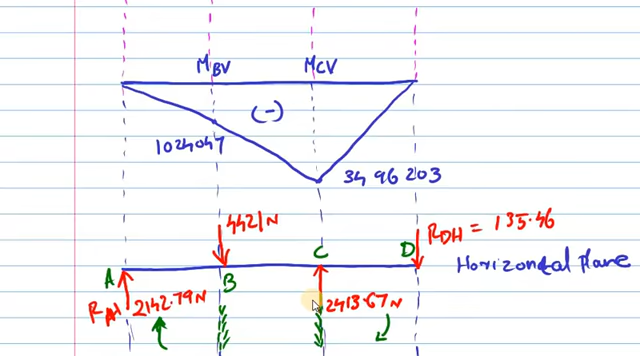 MBV MCV
(-)
1024047
3496203
4421N
RDH = 135.46
A B C D
Horizontal Plane
RAH 2142.79N
2413.67N